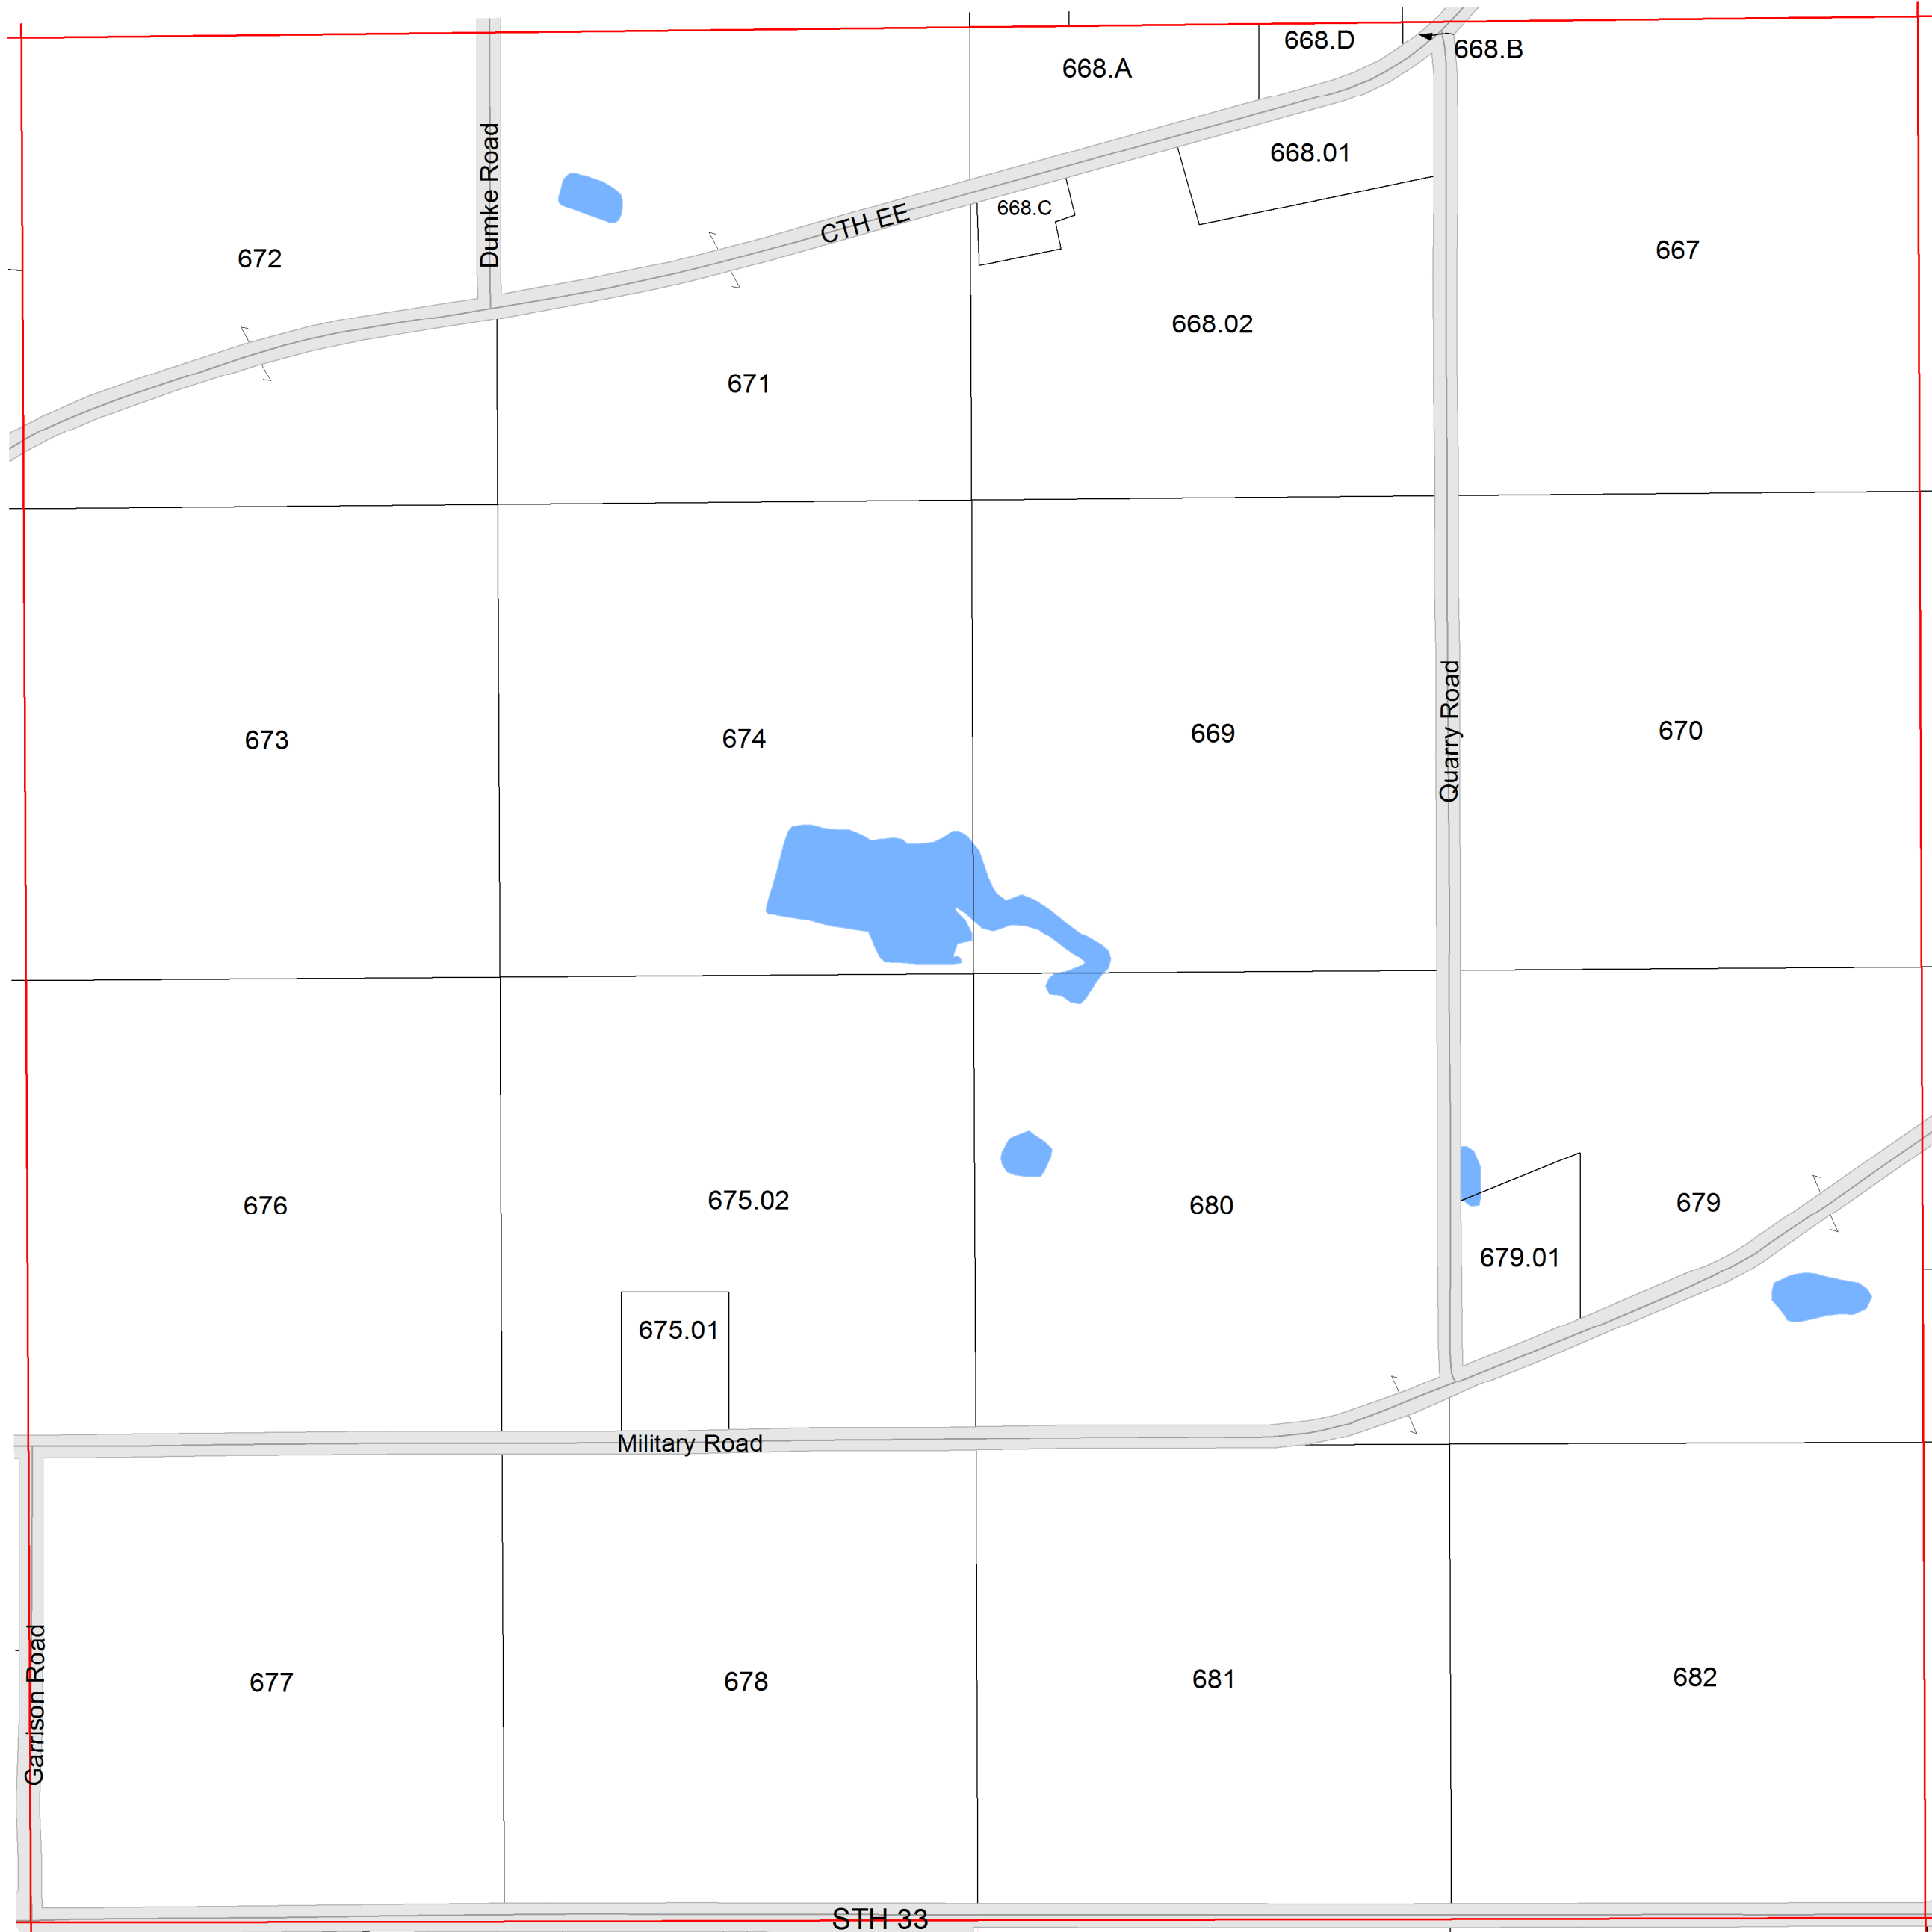 668.D
668.B
668.A
668.01
Dumke Road
668.C
CTH EE
667
672
668.02
671
Quarry Road
669
670
673
674
676
675.02
680
679
679.01
675.01
Military Road
Garrison Road
677
678
681
682
STH 33